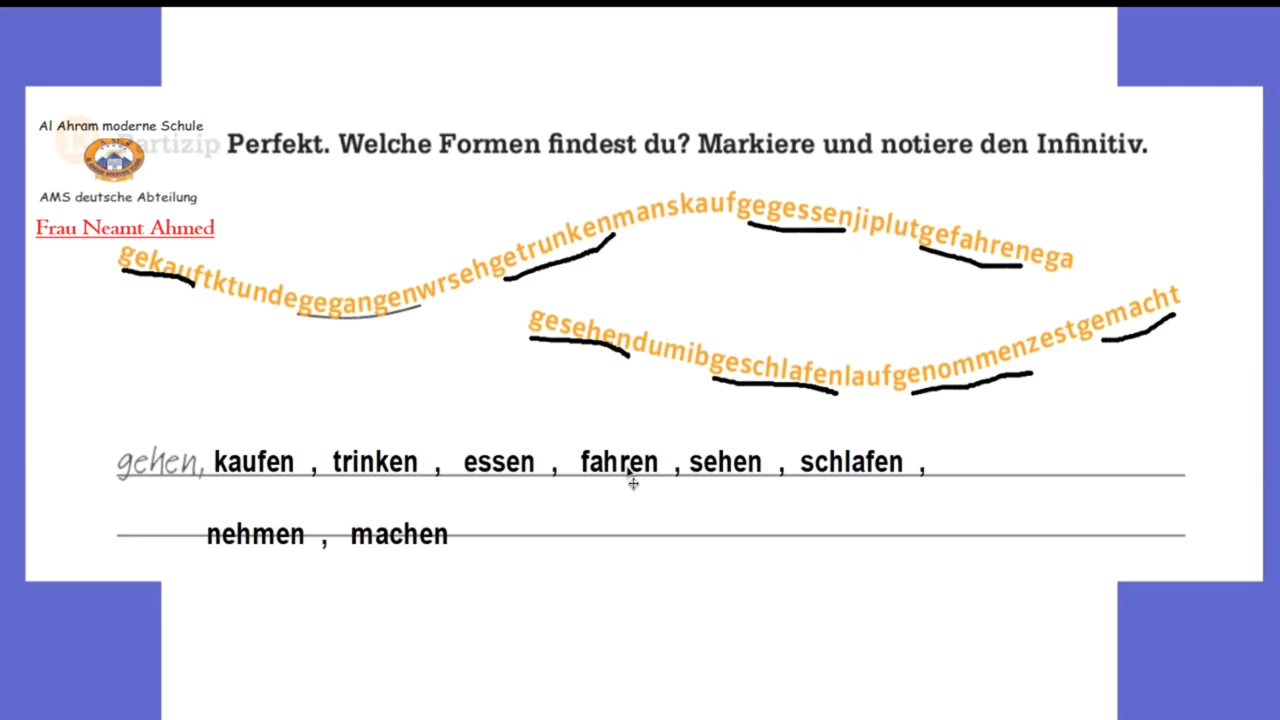 Al Ahram moderne Schule
Partizip Perfekt. Welche Formen findest du? Markiere und notiere den Infinitiv.
AMS deutsche Abteilung
Frau Neamt Ahmed
gekauftktundegegangenwrsehgetrunkenmanskaufgegessenjiplutgefahrenega
gesehendumibgeschlafenlaufgenommenzestgemacht
gehen, kaufen , trinken , essen , fahren , sehen , schlafen ,
nehmen , machen